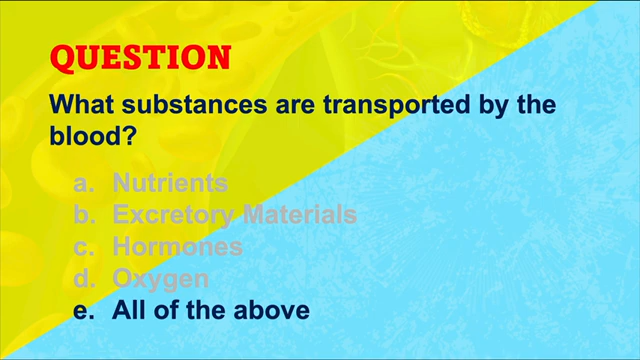 QUESTION
What substances are transported by the
blood?
a. Nutrients
b. Excretory Materials
c. Hormones
d. Oxygen
e. All of the above